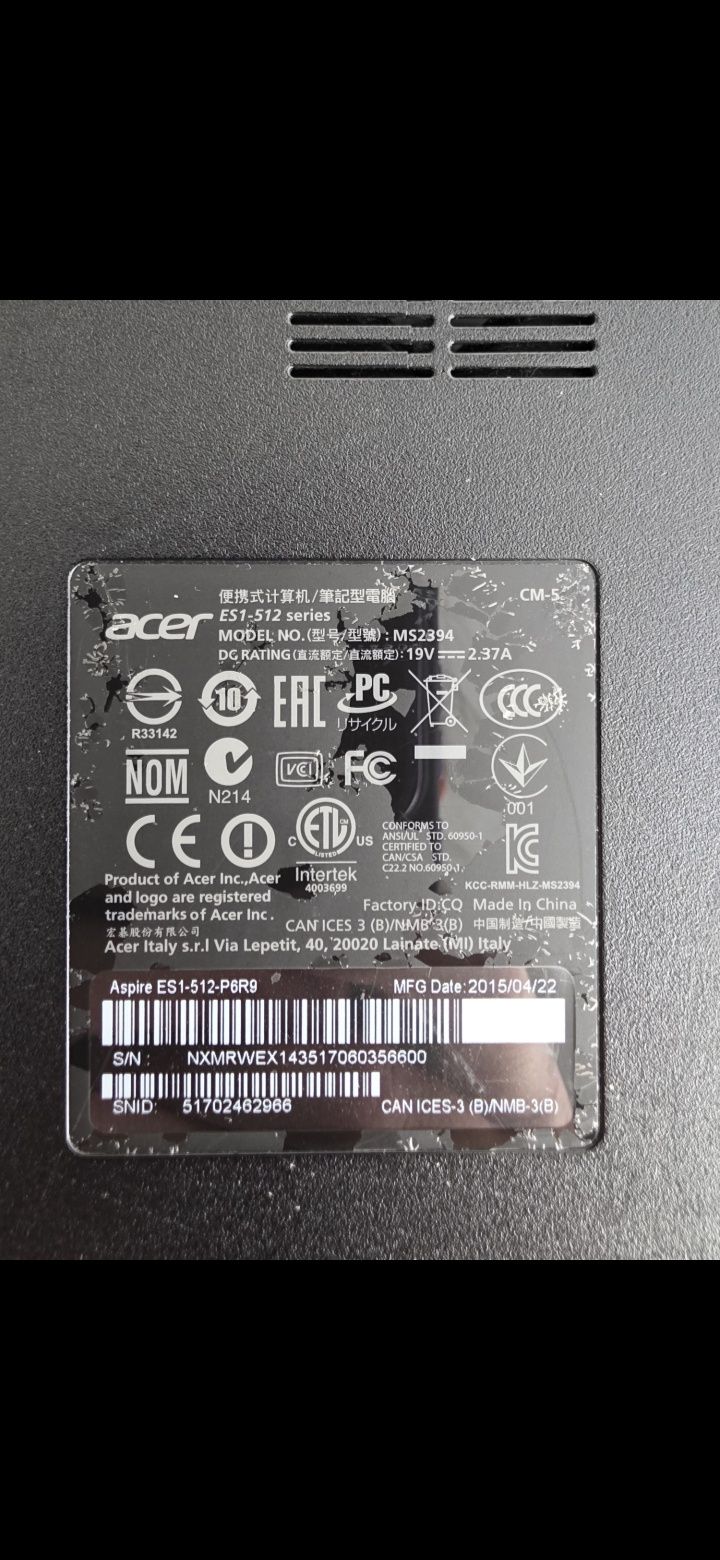 便携式计算机/筆記型電腦
CM-5
acer
ES1-512 series
MODEL NO.(型号/型號) : MS2394
DC RATING(直流额定/直流額定): 19V 2.37A
R33142
10
EAC
PC
リサイクル
CCC
NOM
N214
VCI
FC
001
CE
C ETL CM US
LISTED
Intertek
4003699
CONFORMS TO
ANSI/UL STD. 60950-1
CERTIFIED TO
CAN/CSA STD.
C22.2 NO.60950-1.
KCC-RMM-HLZ-MS2394
Product of Acer Inc.,Acer
and logo are registered
trademarks of Acer Inc .
宏碁股份有限公司
Factory ID:CQ Made in China
CAN ICES 3 (B)/NMB-3(B) 中国制造/中國製造
Acer Italy s.r.l Via Lepetit, 40, 20020 Lainate (MI) Italy
Aspire ES1-512-P6R9 MFG Date: 2015/04/22
S/N : NXMRWEX143517060356600
SNID: 51702462966 CAN ICES-3 (B)/NMB-3(B)